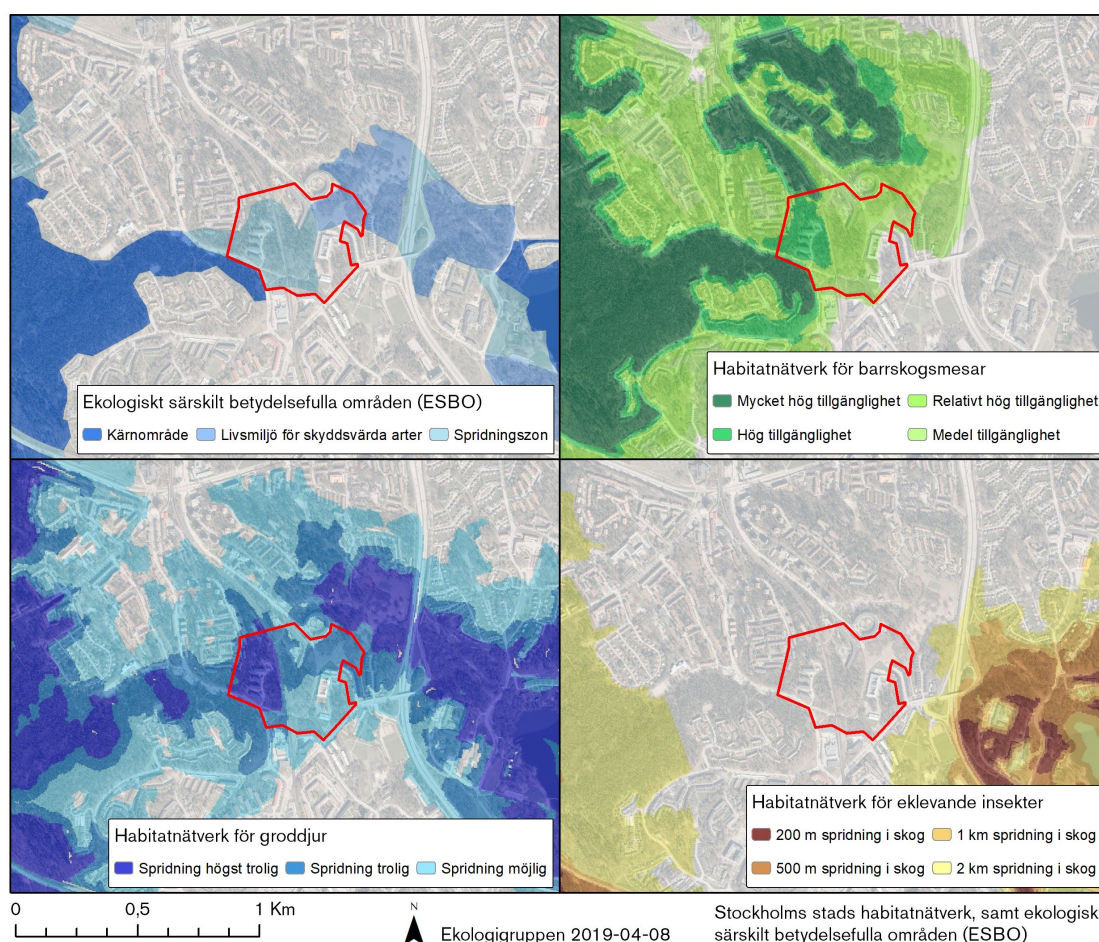 Ekologiskt särskilt betydelsefulla områden (ESBO)
Kärnområde Livsmiljö för skyddsvärda arter Spridningszon
Habitatnätverk för barrskogsmesar
Mycket hög tillgänglighet Relativt hög tillgänglighet
Hög tillgänglighet Medel tillgänglighet
Habitatnätverk för groddjur
Spridning högst trolig Spridning trolig Spridning möjlig
Habitatnätverk för eklevande insekter
200 m spridning i skog 1 km spridning i skog
500 m spridning i skog 2 km spridning i skog
0 0,5 1 Km
N
Ekologigruppen 2019-04-08
Stockholms stads habitatnätverk, samt ekologisk
särskilt betydelsefulla områden (ESBO)